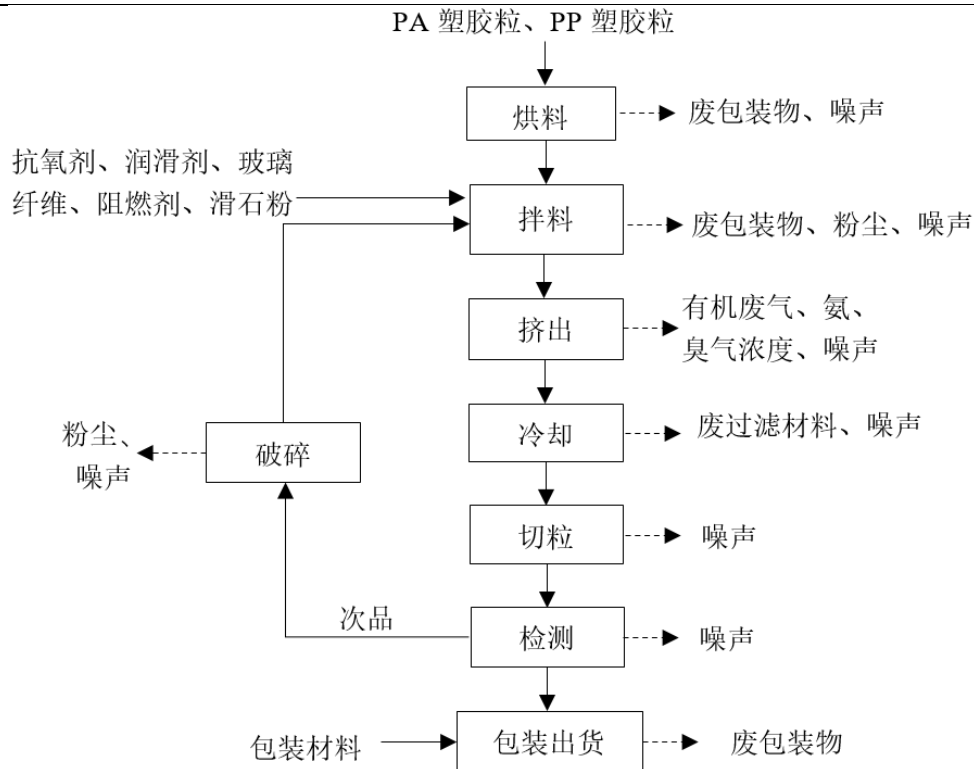 PA 塑胶粒、PP 塑胶粒
烘料
废包装物、噪声
抗氧剂、润滑剂、玻璃
纤维、阻燃剂、滑石粉
拌料
废包装物、粉尘、噪声
挤出
有机废气、氨、
臭气浓度、噪声
冷却
废过滤材料、噪声
粉尘、
噪声
破碎
切粒
噪声
次品
检测
噪声
包装材料
包装出货
废包装物